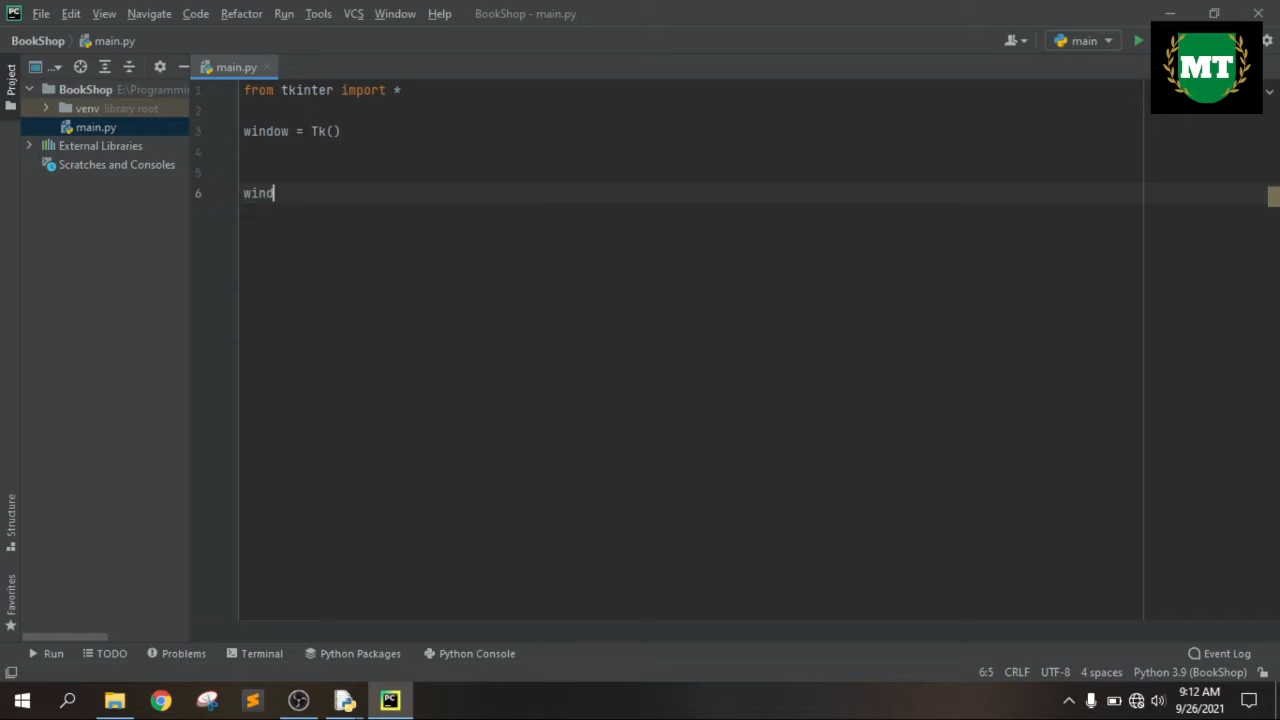 File Edit View Navigate Code Refactor Run Tools VCS Window Help BookShop - main.py
BookShop main.py main
MT
Project ... main.py
BookShop E:\Programmin
venv library root
main.py
External Libraries
Scratches and Consoles
1 from tkinter import *
2
3 window = Tk()
4
5
6 wind
Structure
Favorites
Run TODO Problems Terminal Python Packages Python Console Event Log
6:5 CRLF UTF-8 4 spaces Python 3.9 (BookShop)
9:12 AM
9/26/2021